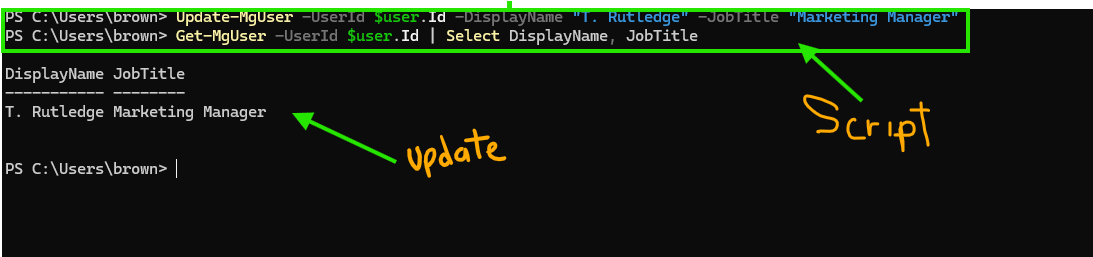 PS C:\Users\brown> Update-MgUser -UserId $user.Id -DisplayName "T. Rutledge" -JobTitle "Marketing Manager"
PS C:\Users\brown> Get-MgUser -UserId $user.Id | Select DisplayName, JobTitle
DisplayName JobTitle
----------- --------
T. Rutledge Marketing Manager
Script
update
PS C:\Users\brown>